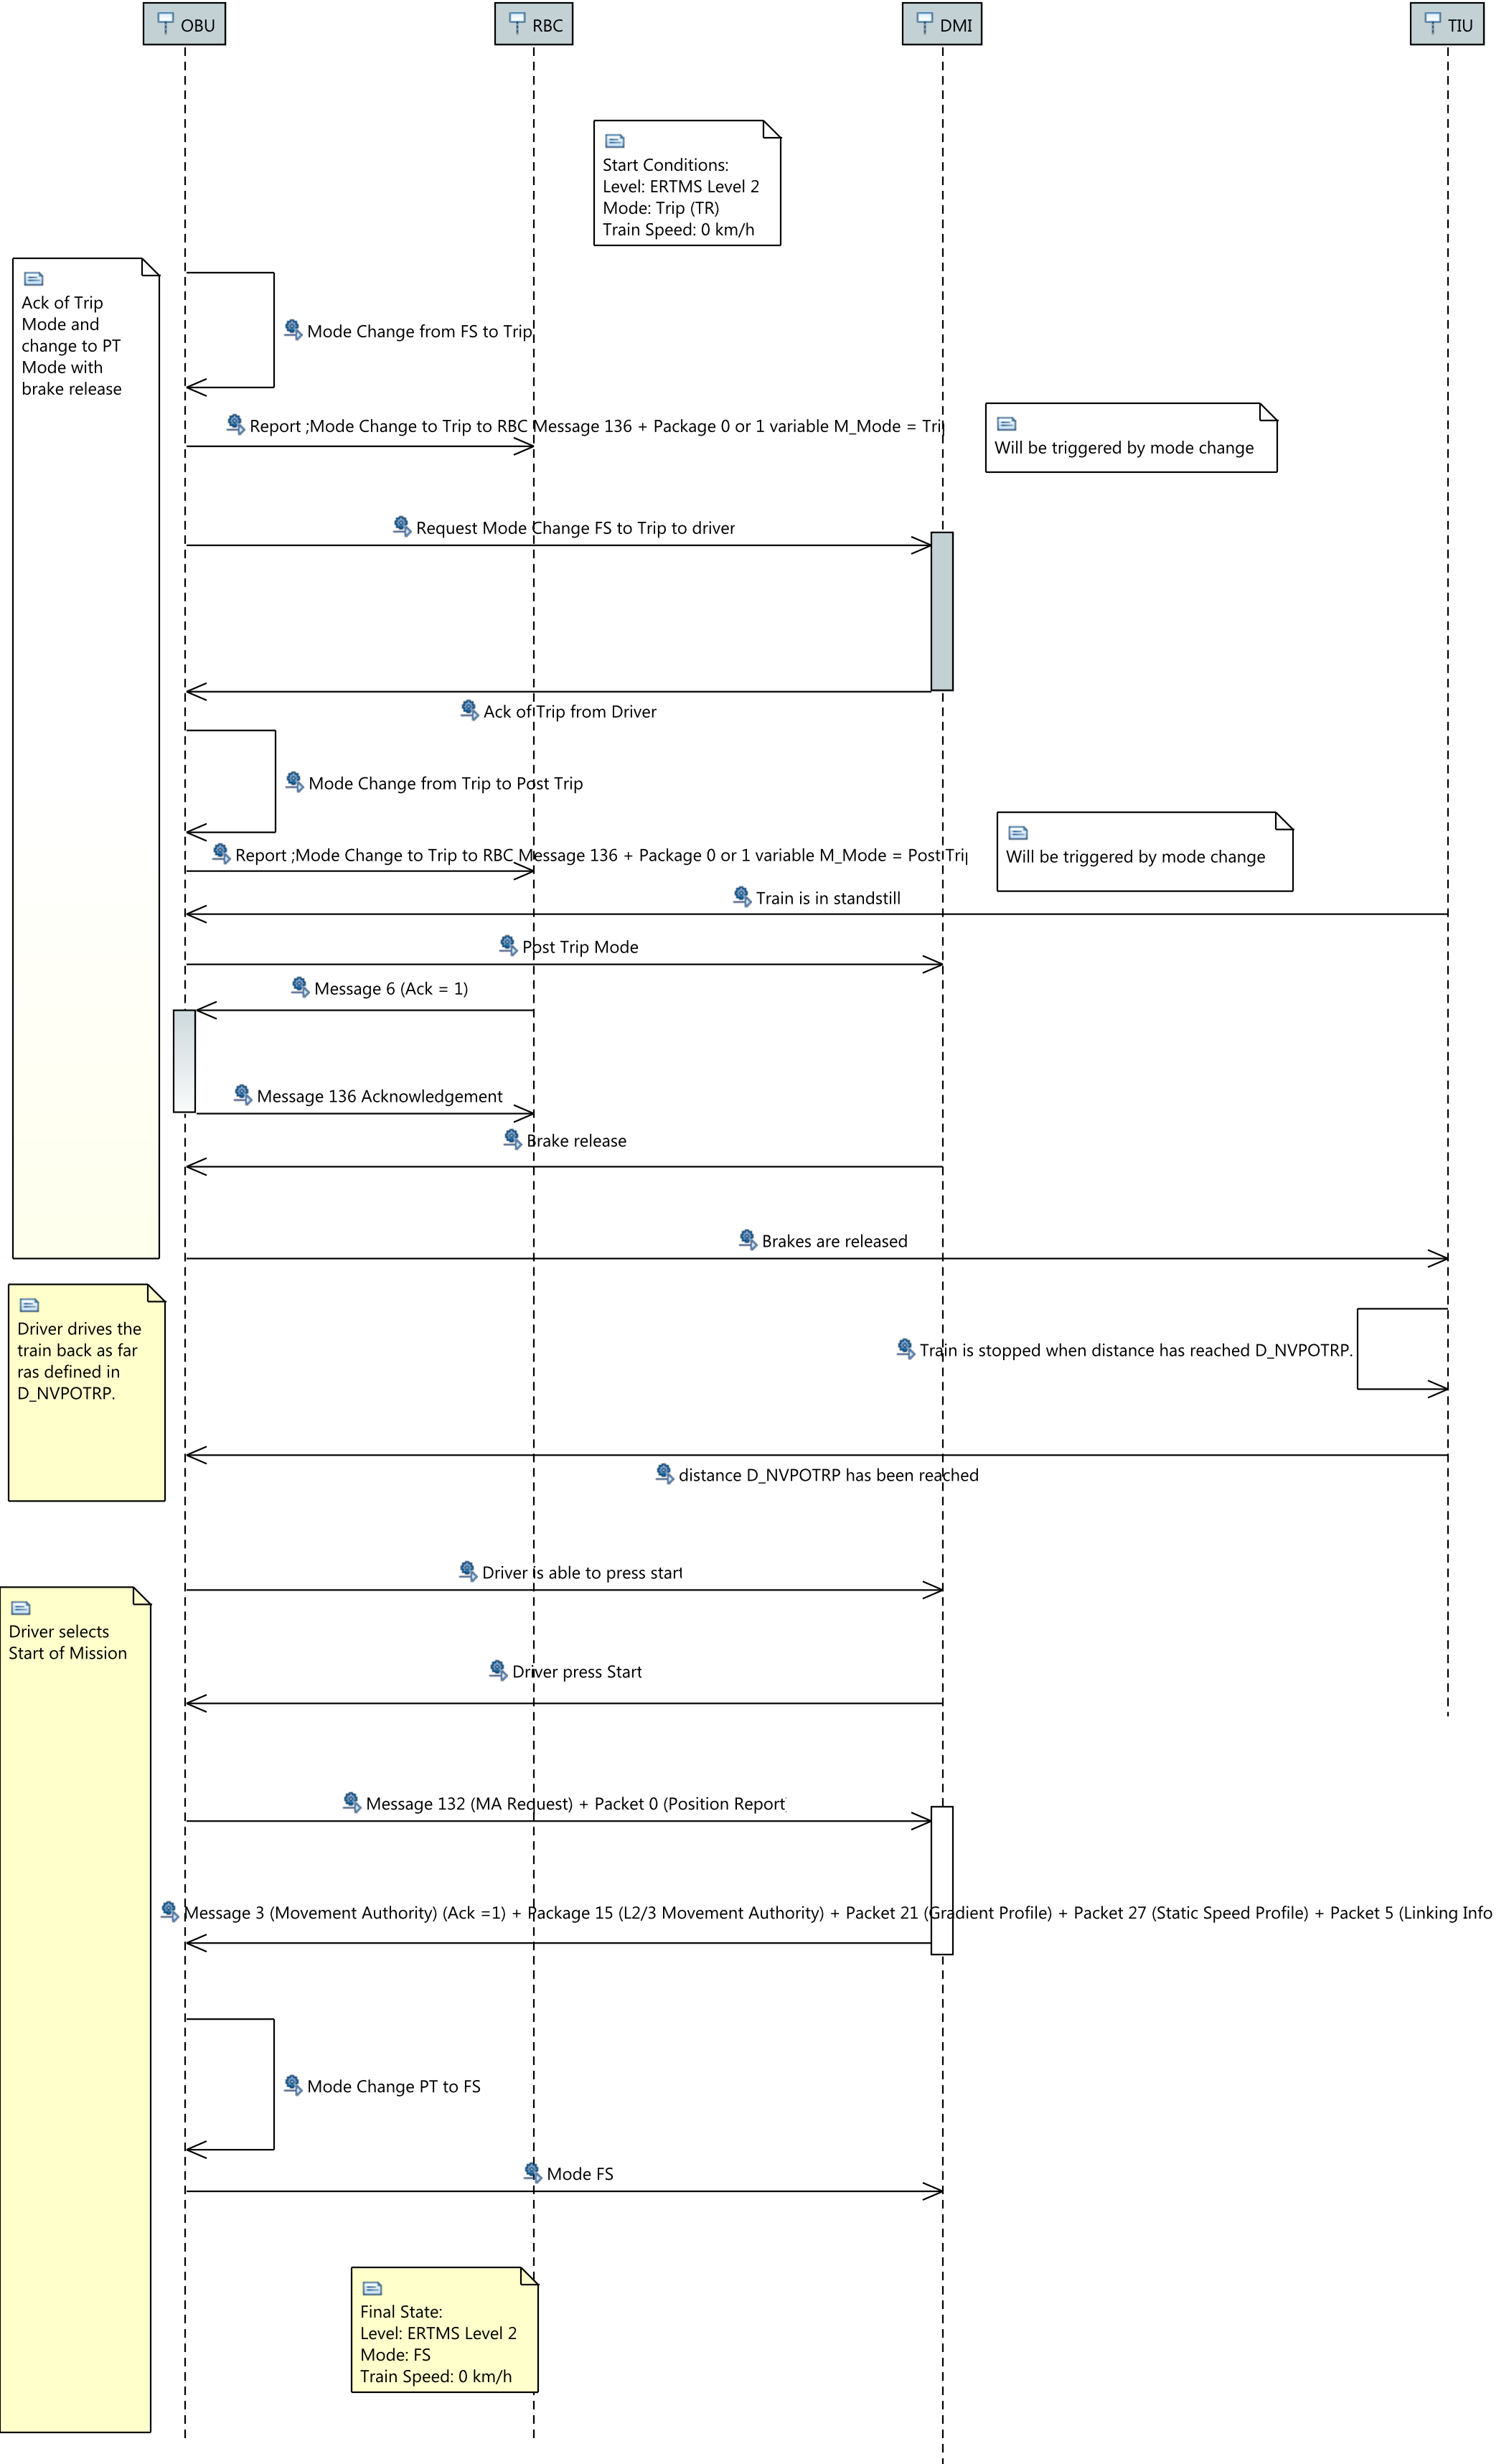 OBU
RBC
DMI
TIU
Start Conditions:
Level: ERTMS Level 2
Mode: Trip (TR)
Train Speed: 0 km/h
Ack of Trip
Mode and
change to PT
Mode with
brake release
Mode Change from FS to Trip
Report ;Mode Change to Trip to RBC Message 136 + Package 0 or 1 variable M_Mode =
Will be triggered by mode change
Request Mode Change FS to Trip to driver
Ack of Trip from Driver
Mode Change from Trip to Post Trip
Report ;Mode Change to Trip to RBC Message 136 + Package 0 or 1 variable M_Mode = Post Trip
Will be triggered by mode change
Train is in standstill
Post Trip Mode
Message 6 (Ack = 1)
Message 136 Acknowledgement
Brake release
Brakes are released
Driver drives the
train back as far
ras defined in
D_NVPOTRP.
Train is stopped when distance has reached D_NVPOTRP.
distance D_NVPOTRP has been reached
Driver is able to press start
Driver selects
Start of Mission
Driver press Start
Message 132 (MA Request) + Packet 0 (Position Report
Message 3 (Movement Authority) (Ack =1) + Package 15 (L2/3 Movement Authority) + Packet 21 (Gradient Profile) + Packet 27 (Static Speed Profile) + Packet 5 (Linking Info
Mode Change PT to FS
Mode FS
Final State:
Level: ERTMS Level 2
Mode: FS
Train Speed: 0 km/h